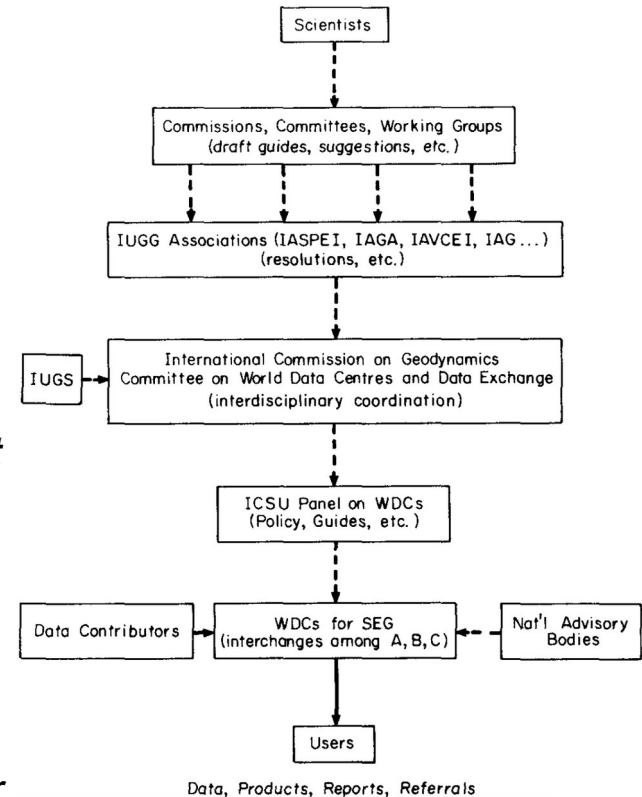 Scientists
Commissions, Committees, Working Groups
(draft guides, suggestions, etc.)
IUGG Associations (IASPEI, IAGA, IAVCEI, IAG...)
(resolutions, etc.)
IUGS
International Commission on Geodynamics
Committee on World Data Centres and Data Exchange
(interdisciplinary coordination)
ICSU Panel on WDCs
(Policy, Guides, etc.)
Data Contributors
WDCs for SEG
(interchanges among A, B, C)
Nat'l Advisory
Bodies
Users
Data, Products, Reports, Referrals